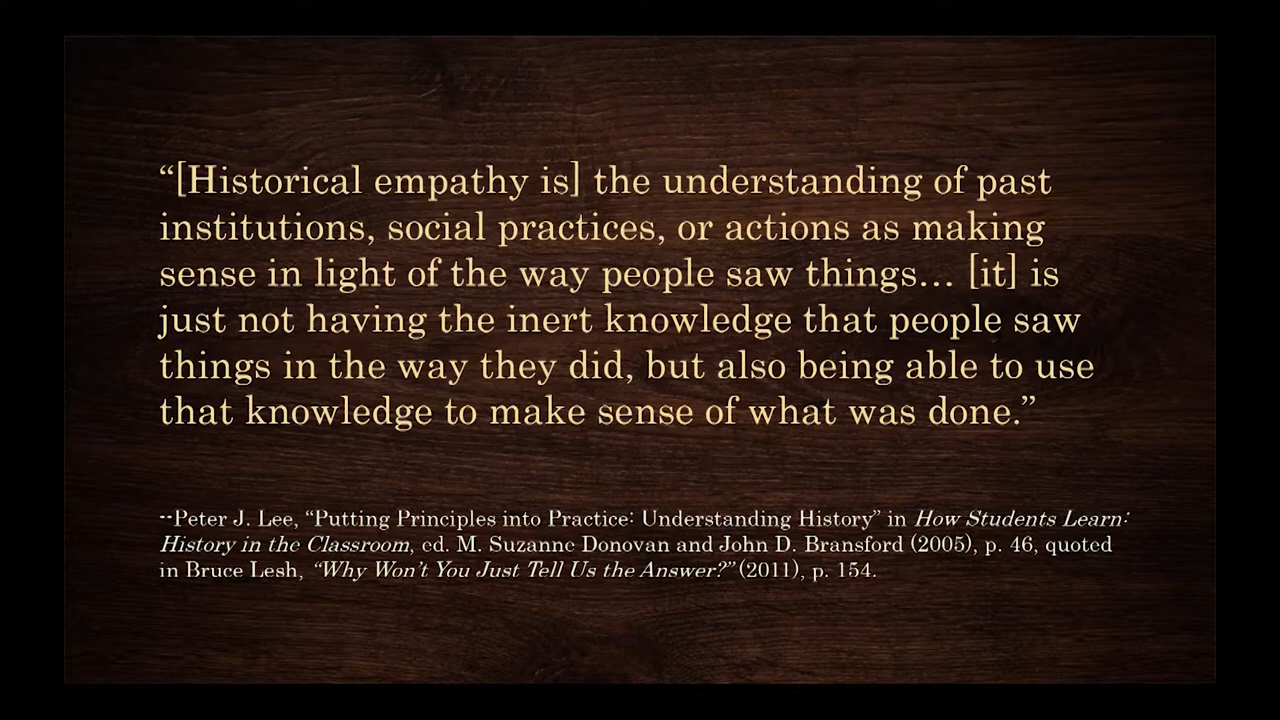 “[Historical empathy is] the understanding of past
institutions, social practices, or actions as making
sense in light of the way people saw things… [it] is
just not having the inert knowledge that people saw
things in the way they did, but also being able to use
that knowledge to make sense of what was done.”
--Peter J. Lee, “Putting Principles into Practice: Understanding History” in How Students Learn:
History in the Classroom, ed. M. Suzanne Donovan and John D. Bransford (2005), p. 46, quoted
in Bruce Lesh, “Why Won’t You Just Tell Us the Answer?” (2011), p. 154.